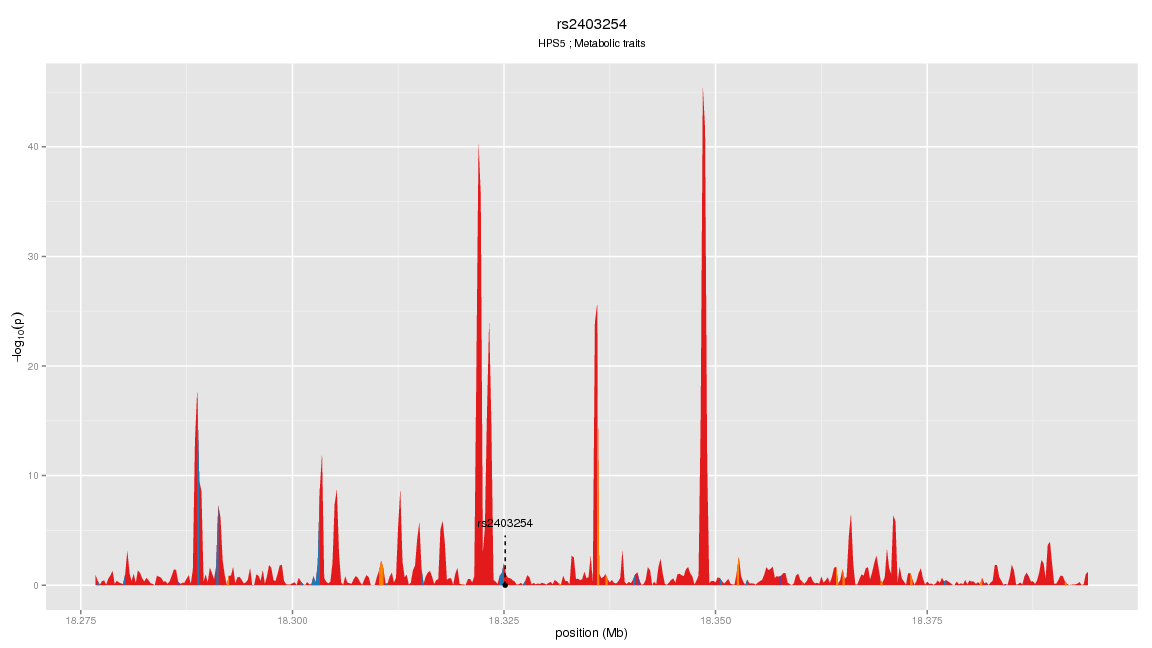 rs2403254
HPS5 ; Metabolic traits
−log10(p)
40
30
20
10
0
rs2403254
18.275 18.300 18.325 18.350 18.375
position (Mb)